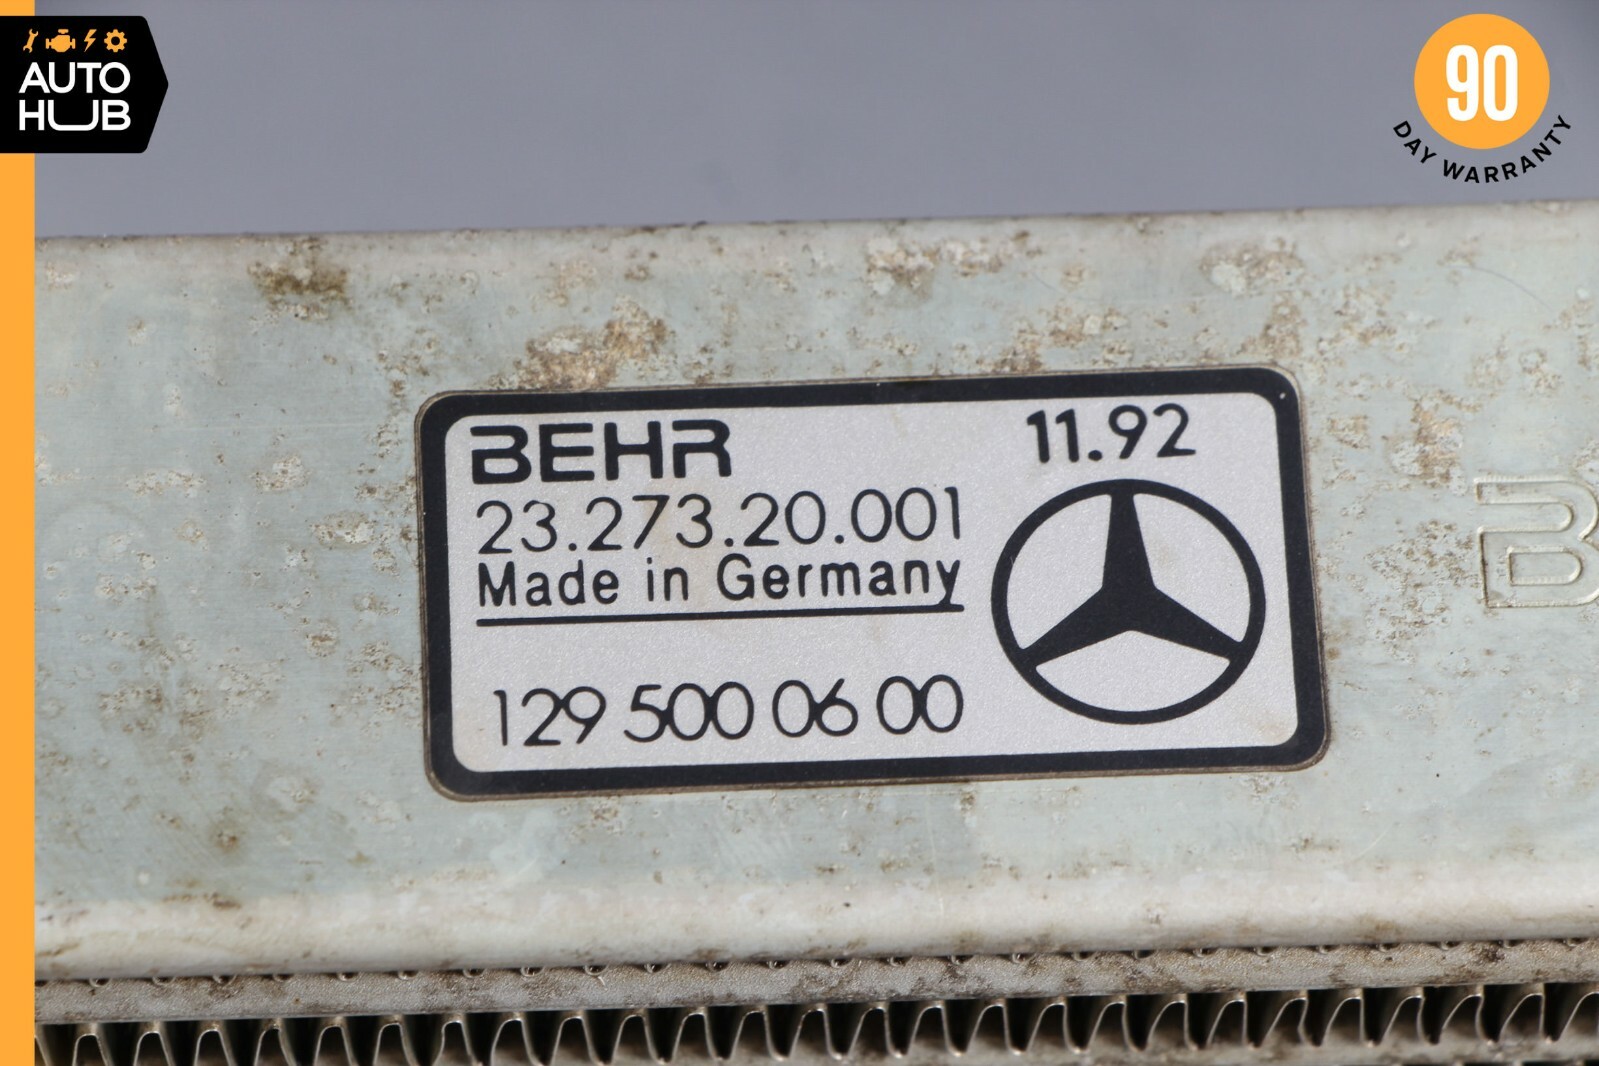 AUTO
HUB
90
DAY WARRANTY
BEHR
11.92
23.273.20.001
Made in Germany
129 500 06 00
B